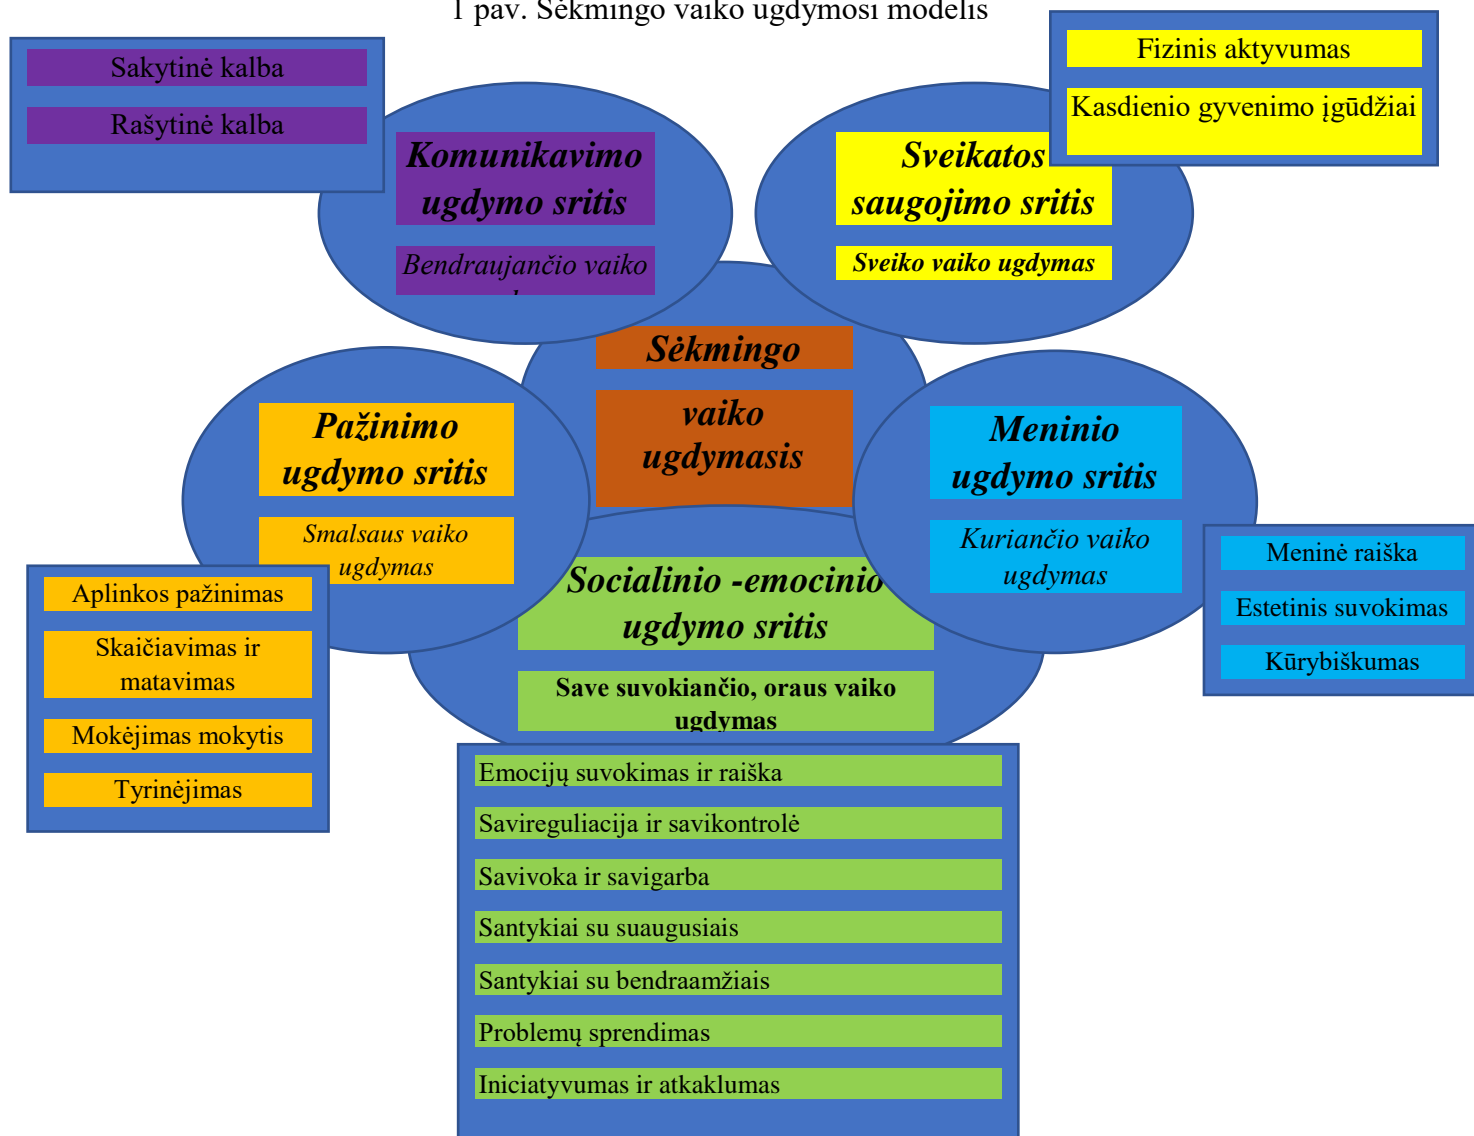 1 pav. Sėkmingo vaiko ugdymosi modelis
Sakytinė kalba
Rašytinė kalba
Komunikavimo
ugdymo sritis
Bendraujančio vaiko
Fizinis aktyvumas
Kasdienio gyvenimo įgūdžiai
Sveikatos
saugojimo sritis
Sveiko vaiko ugdymas
Sėkmingo
vaiko
ugdymasis
Pažinimo
ugdymo sritis
Smalsaus vaiko
ugdymas
Aplinkos pažinimas
Skaičiavimas ir
matavimas
Mokėjimas mokytis
Tyrinėjimas
Meninio
ugdymo sritis
Kuriančio vaiko
ugdymas
Meninė raiška
Estetinis suvokimas
Kūrybiškumas
Socialinio -emocinio
ugdymo sritis
Save suvokiančio, oraus vaiko
ugdymas
Emocijų suvokimas ir raiška
Savireguliacija ir savikontrolė
Savivoka ir savigarba
Santykiai su suaugusiais
Santykiai su bendraamžiais
Problemų sprendimas
Iniciatyvumas ir atkaklumas